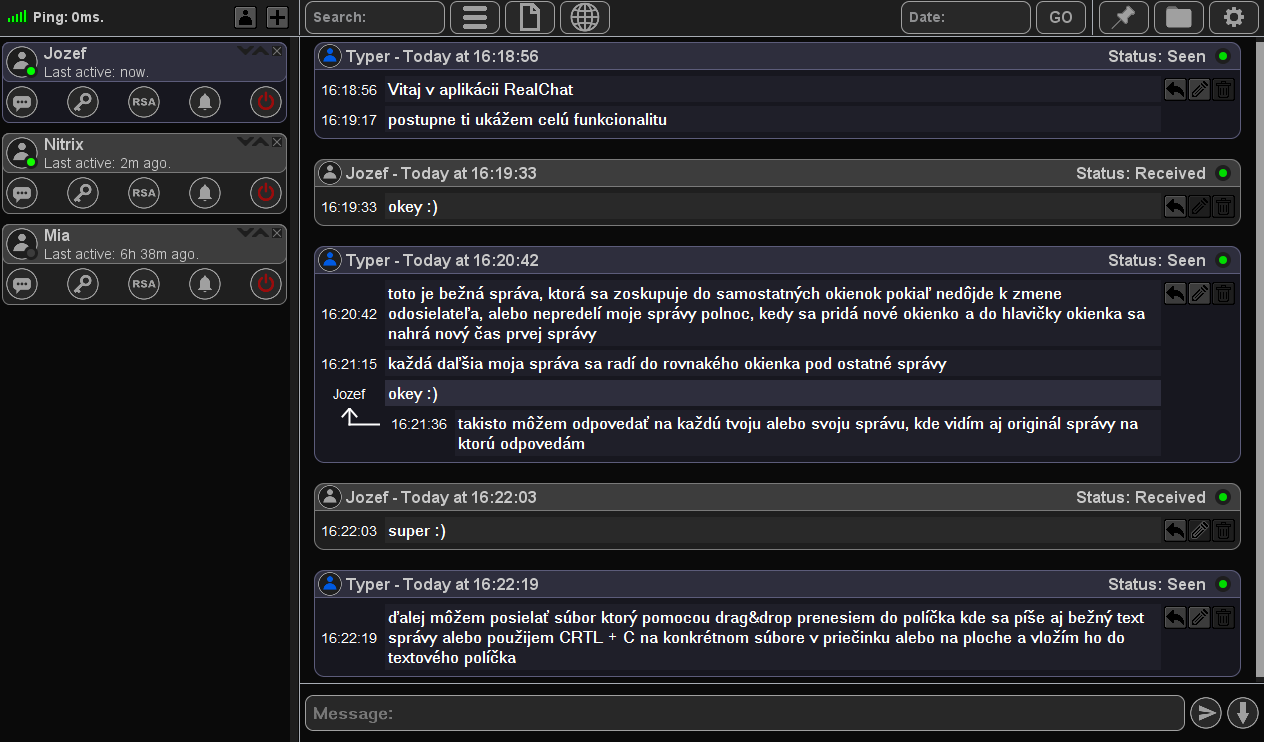 Ping: 0ms.
Search:
Date:
GO
Jozef
Last active: now.
RSA
Nitrix
Last active: 2m ago.
RSA
Mia
Last active: 6h 38m ago.
RSA
Typer - Today at 16:18:56
Status: Seen
16:18:56 Vitaj v aplikácii RealChat
16:19:17 postupne ti ukážem celú funkcionalitu
Jozef - Today at 16:19:33
Status: Received
16:19:33 okey :)
Typer - Today at 16:20:42
Status: Seen
toto je bežná správa, ktorá sa zoskupuje do samostatných okienok pokiaľ nedôjde k zmene
16:20:42 odosielateľa, alebo nepredelí moje správy polnoc, kedy sa pridá nové okienko a do hlavičky okienka sa
nahrá nový čas prvej správy
16:21:15 každá daľšia moja správa sa radí do rovnakého okienka pod ostatné správy
Jozef okey :)
16:21:36 takisto môžem odpovedať na každú tvoju alebo svoju správu, kde vidím aj originál správy na
ktorú odpovedám
Jozef - Today at 16:22:03
Status: Received
16:22:03 super :)
Typer - Today at 16:22:19
Status: Seen
ďalej môžem posielať súbor ktorý pomocou drag&drop prenesiem do políčka kde sa píše aj bežný text
16:22:19 správy alebo použijem CRTL + C na konkrétnom súbore v priečinku alebo na ploche a vložím ho do
textového políčka
Message: